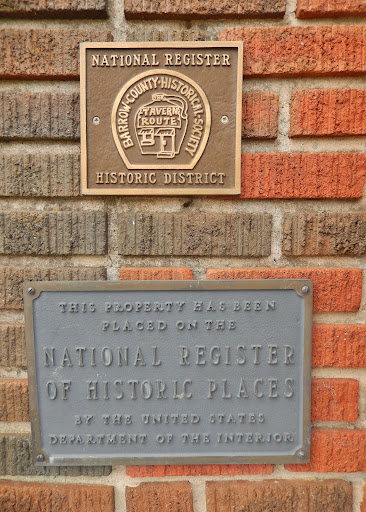 NATIONAL REGISTER
BARROW·COUNTY·HISTORICAL·SOCIETY
TAVERN
ROUTE
HISTORIC DISTRICT
THIS PROPERTY HAS BEEN
PLACED ON THE
NATIONAL REGISTER
OF HISTORIC PLACES
BY THE UNITED STATES
DEPARTMENT OF THE INTERIOR